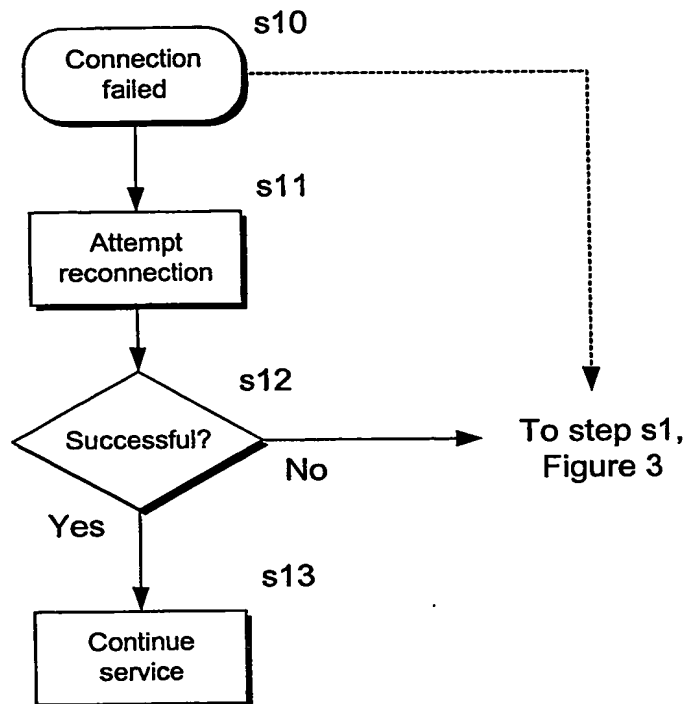 s10
Connection
failed
s11
Attempt
reconnection
s12
Successful?
No
To step s1,
Figure 3
Yes
s13
Continue
service